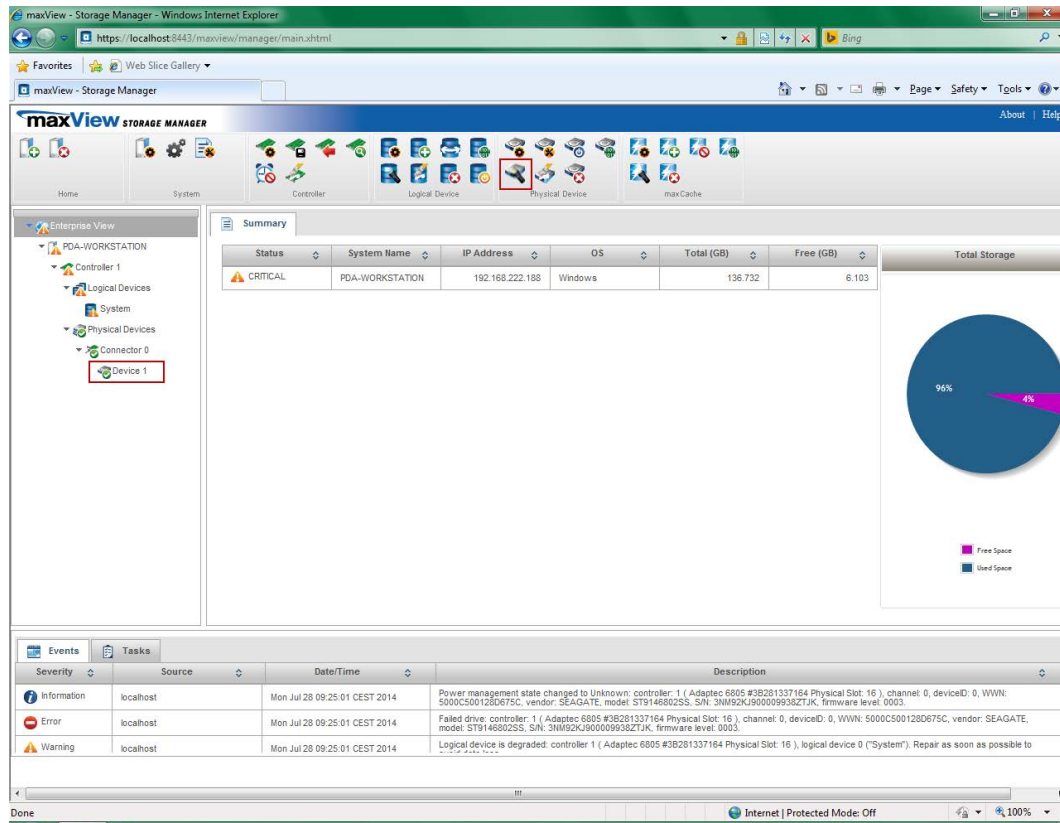 maxView - Storage Manager - Windows Internet Explorer
https://localhost:8443/maxview/manager/main.xhtml
Bing
Favorites
Web Slice Gallery
maxView - Storage Manager
Page
Safety
Tools
maxView STORAGE MANAGER
About | Help
Home
System
Controller
Logical Device
Physical Device
maxCache
Enterprise View
PDA-WORKSTATION
Controller 1
Logical Devices
System
Physical Devices
Connector 0
Device 1
Summary
Status System Name IP Address OS Total (GB) Free (GB)
CRITICAL PDA-WORKSTATION 192.168.222.188 Windows 136.732 6.103
Total Storage
96%
4%
Free Space
Used Space
Events Tasks
Severity Source Date/Time Description
Information localhost Mon Jul 28 09:25:01 CEST 2014 Power management state changed to Unknown: controller: 1 ( Adaptec 6805 #3B281337164 Physical Slot: 16 ), channel: 0, deviceID: 0, WWN:
5000C500128D675C, vendor: SEAGATE, model: ST9146802SS, S/N: 3NM92KJ900009938ZTJK, firmware level: 0003.
Error localhost Mon Jul 28 09:25:01 CEST 2014 Failed drive: controller: 1 ( Adaptec 6805 #3B281337164 Physical Slot: 16 ), channel: 0, deviceID: 0, WWN: 5000C500128D675C, vendor: SEAGATE,
model: ST9146802SS, S/N: 3NM92KJ900009938ZTJK, firmware level: 0003.
Warning localhost Mon Jul 28 09:25:01 CEST 2014 Logical device is degraded: controller 1 ( Adaptec 6805 #3B281337164 Physical Slot: 16 ), logical device 0 ("System"). Repair as soon as possible to
Done
Internet | Protected Mode: Off
100%